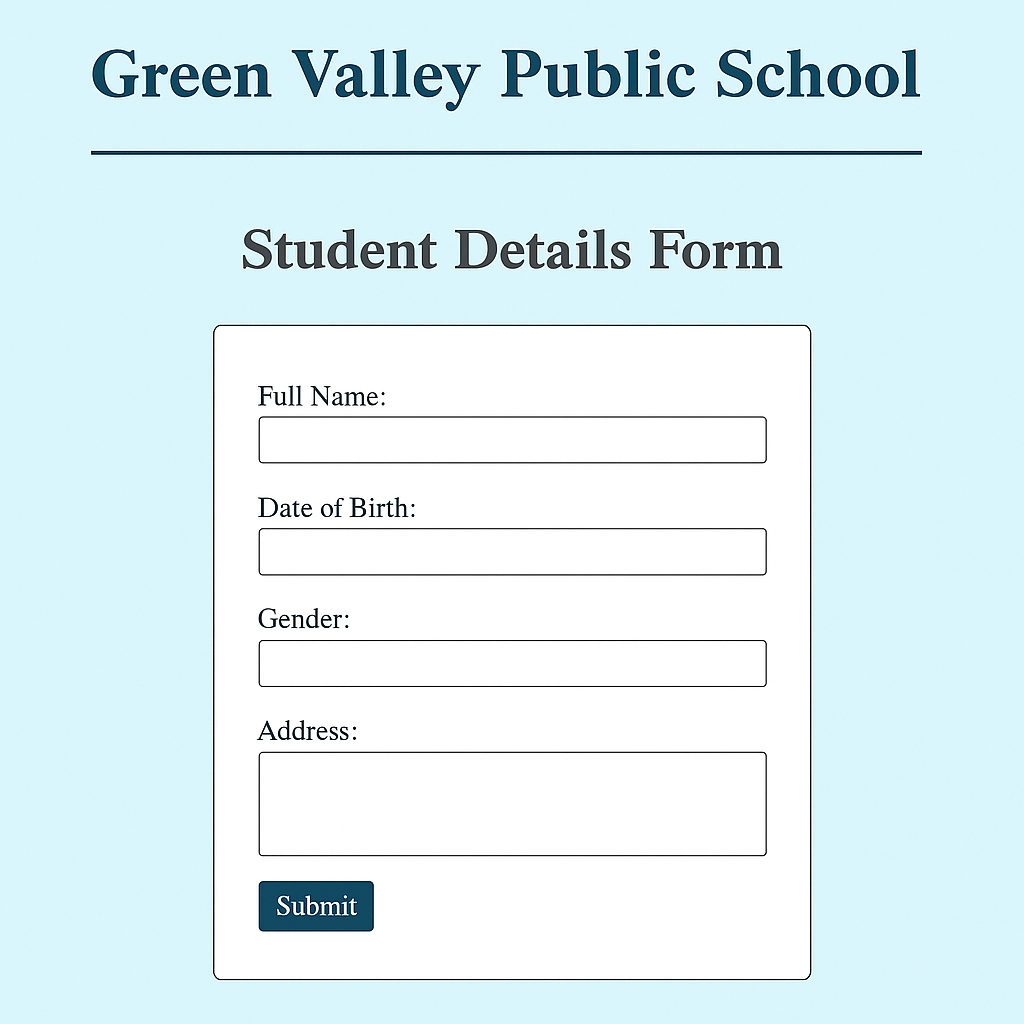 Green Valley Public School
Student Details Form
Full Name:
Date of Birth:
Gender:
Address:
Submit